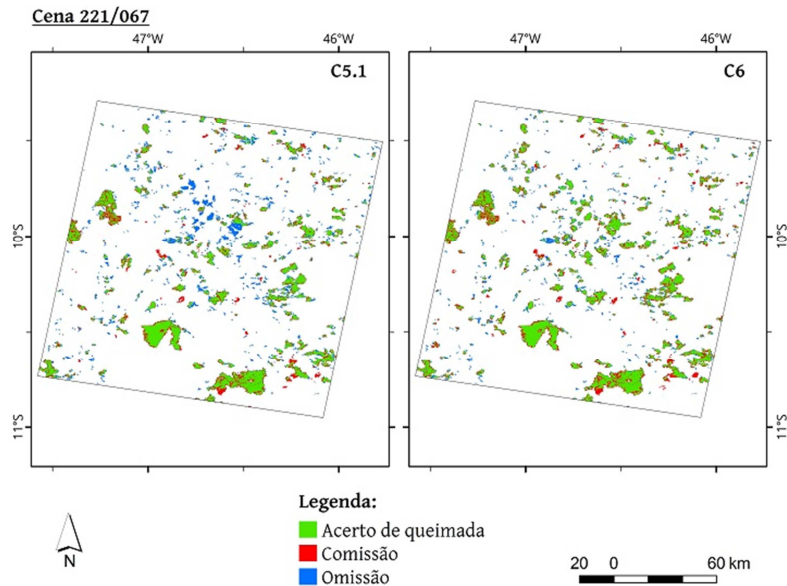 Cena 221/067
47°W 46°W 47°W 46°W
C5.1 C6
10°S 10°S
11°S 11°S
Legenda:
Acerto de queimada
Comissão
Omissão
N
20 0 60 km